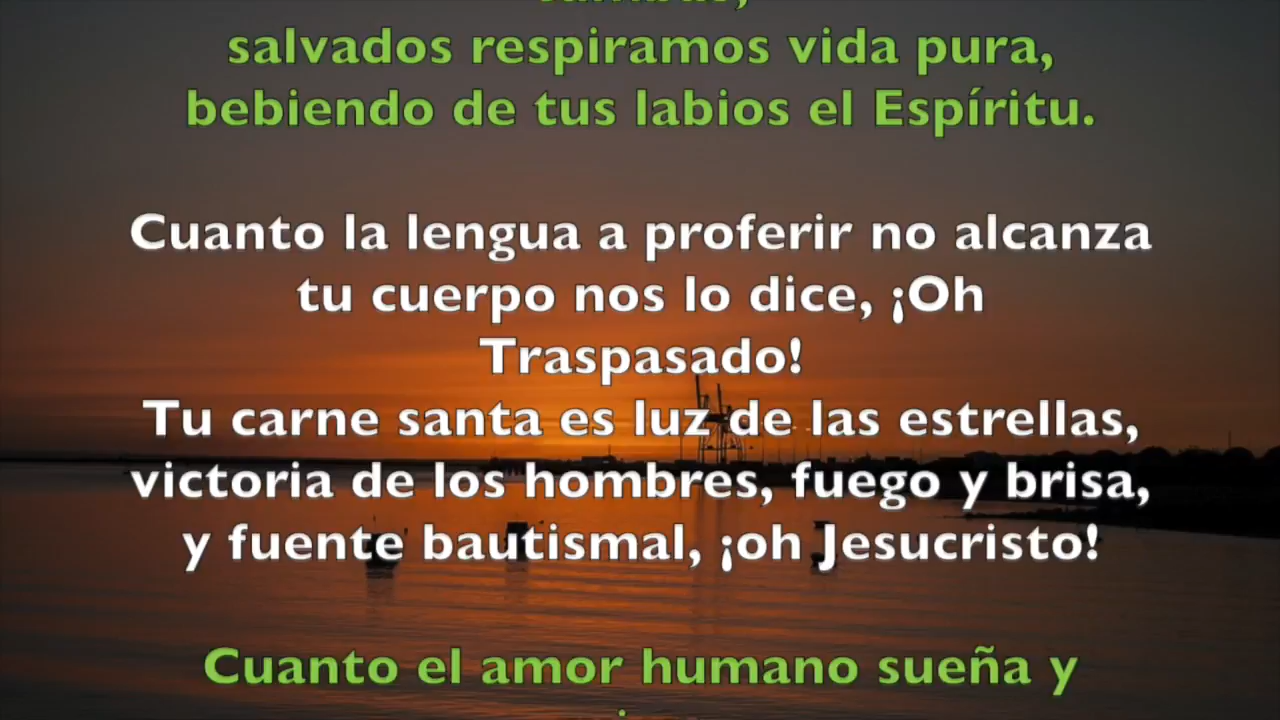 salvados respiramos vida pura,
bebiendo de tus labios el Espíritu.
Cuanto la lengua a proferir no alcanza
tu cuerpo nos lo dice, ¡Oh
Traspasado!
Tu carne santa es luz de las estrellas,
victoria de los hombres, fuego y brisa,
y fuente bautismal, ¡oh Jesucristo!
Cuanto el amor humano sueña y